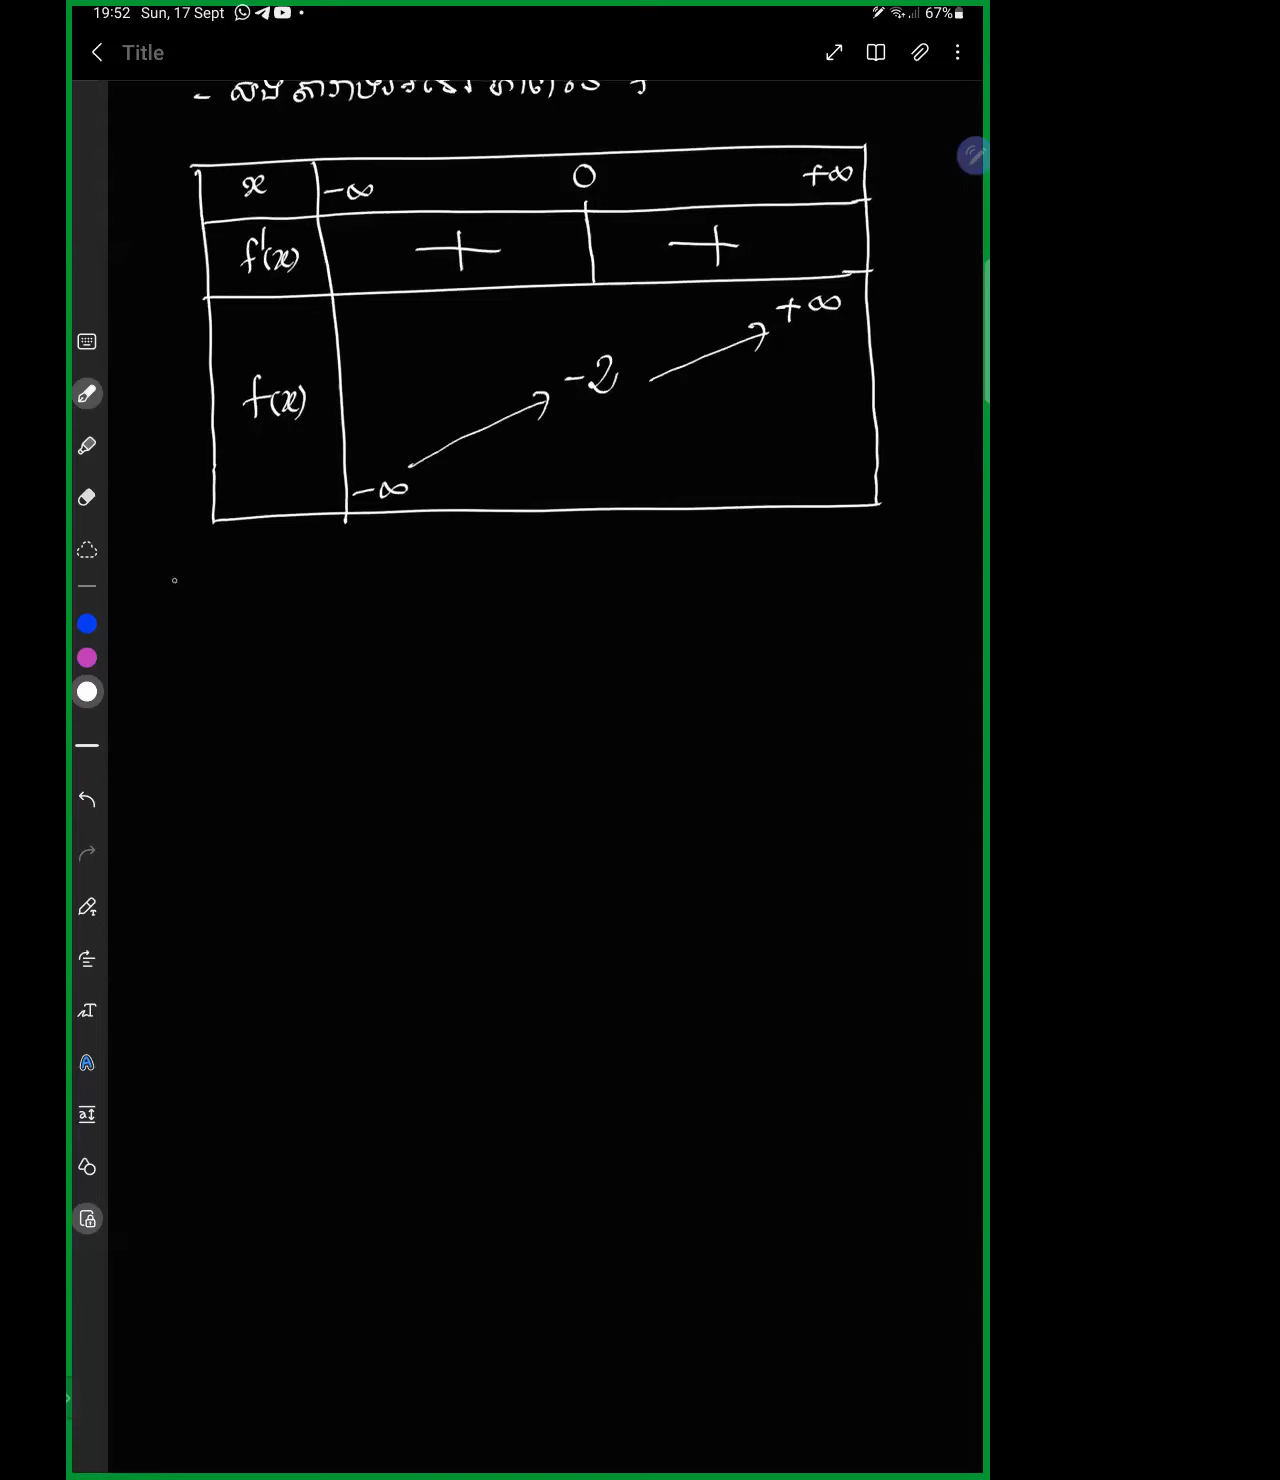 19:52 Sun, 17 Sept 67%
Title
-
x -∞ 0 +∞
f'(x) + +
+∞
-2
f(x)
-∞